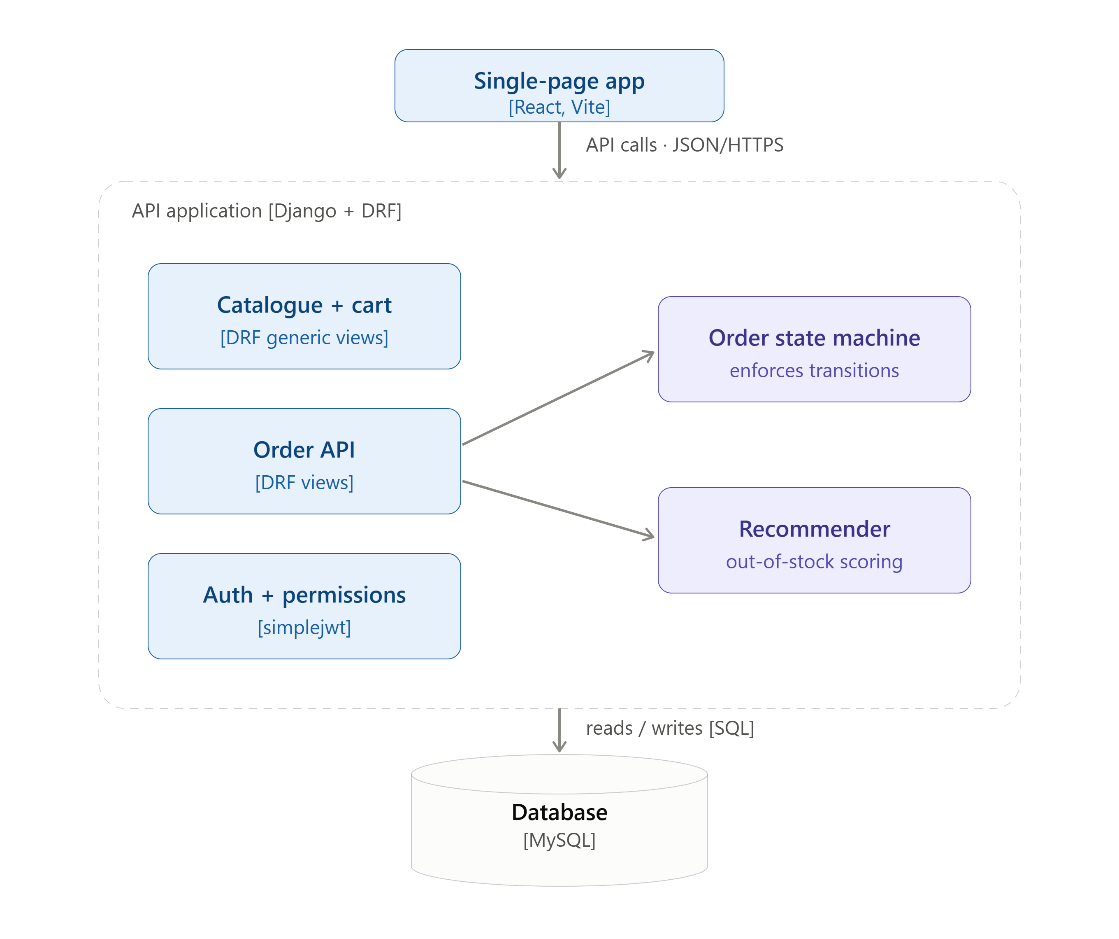 Single-page app
[React, Vite]
API calls · JSON/HTTPS
API application [Django + DRF]
Catalogue + cart
[DRF generic views]
Order state machine
enforces transitions
Order API
[DRF views]
Recommender
out-of-stock scoring
Auth + permissions
[simplejwt]
reads / writes [SQL]
Database
[MySQL]